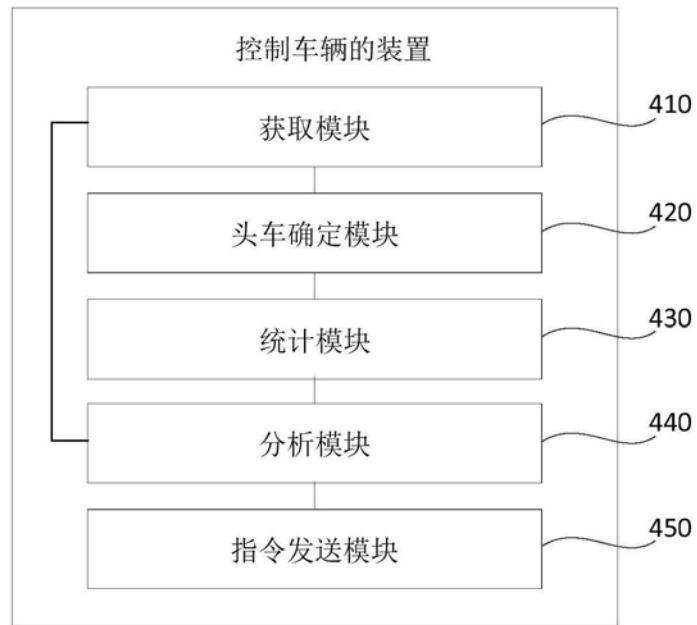 控制车辆的装置
获取模块
410
头车确定模块
420
统计模块
430
分析模块
440
指令发送模块
450